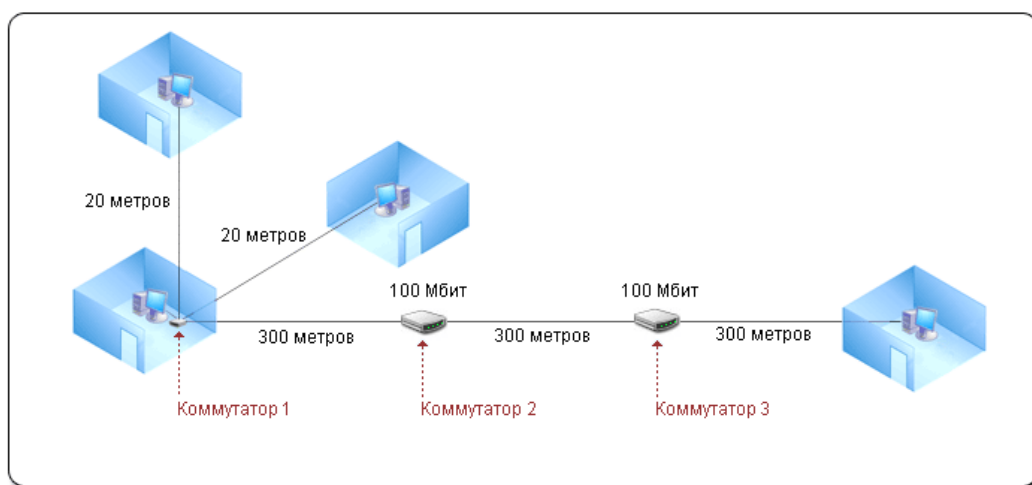 20 метров
20 метров
100 Мбит
100 Мбит
300 метров
300 метров
300 метров
Коммутатор 1
Коммутатор 2
Коммутатор 3